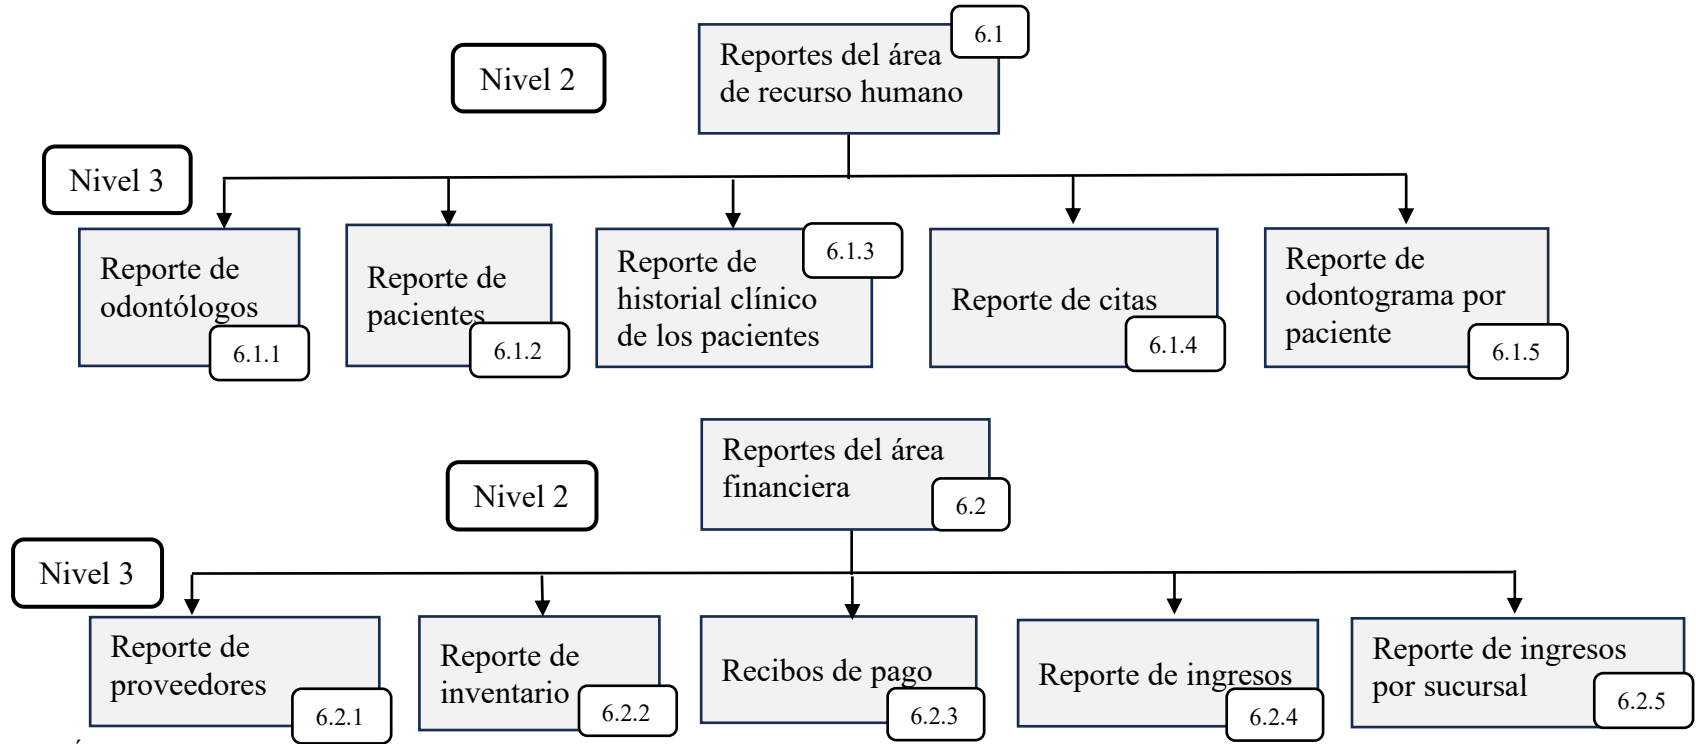 6.1
Reportes del área
de recurso humano
Nivel 2
Nivel 3
Reporte de
odontólogos
6.1.1
Reporte de
pacientes
6.1.2
6.1.3
Reporte de
historial clínico
de los pacientes
Reporte de citas
6.1.4
Reporte de
odontograma por
paciente
6.1.5
Reportes del área
financiera
6.2
Nivel 2
Nivel 3
Reporte de
proveedores
6.2.1
Reporte de
inventario
6.2.2
Recibos de pago
6.2.3
Reporte de ingresos
6.2.4
Reporte de ingresos
por sucursal
6.2.5